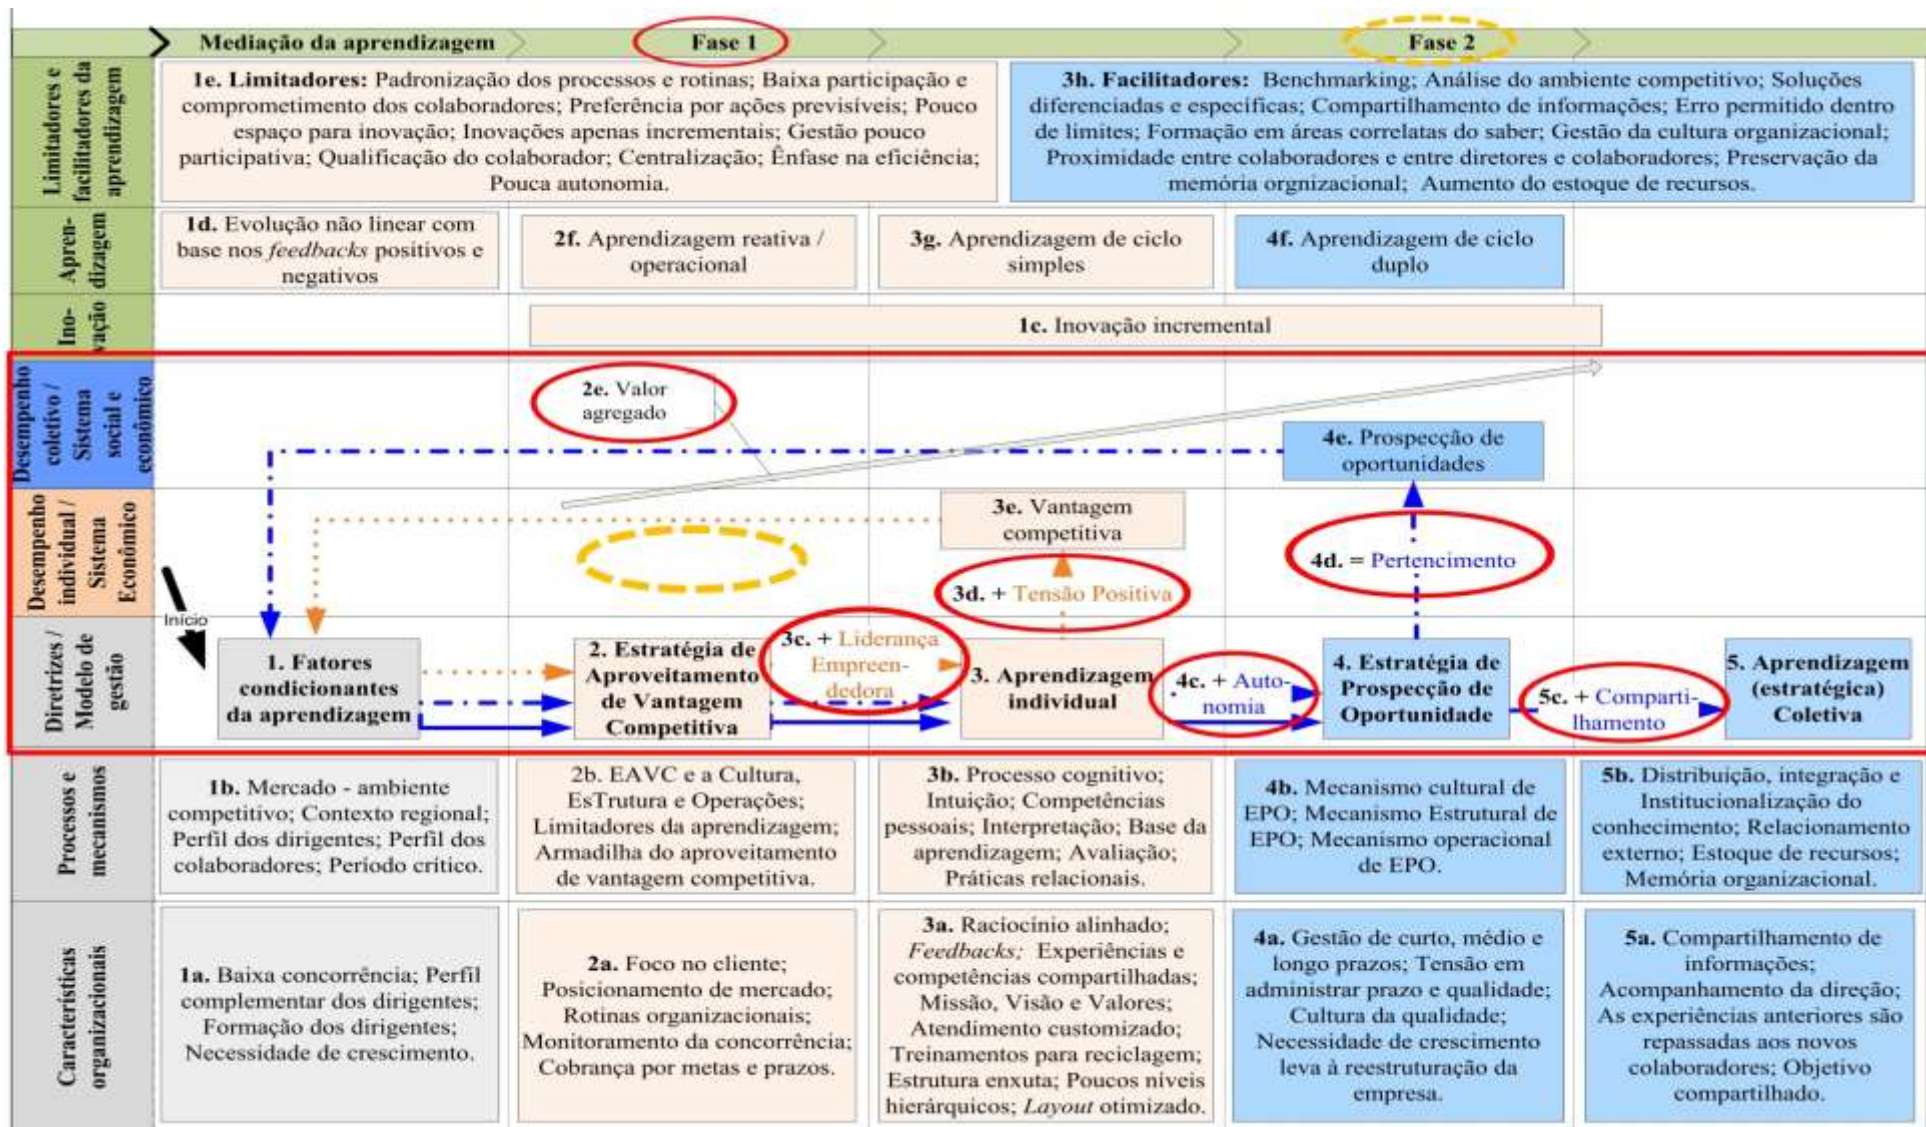 Mediação da aprendizagem
Fase 1
Fase 2
Limitadores e
facilitadores da
aprendizagem
1e. Limitadores: Padronização dos processos e rotinas; Baixa participação e
comprometimento dos colaboradores; Preferência por ações previsíveis; Pouco
espaço para inovação; Inovações apenas incrementais; Gestão pouco
participativa; Qualificação do colaborador; Centralização; Ênfase na eficiência;
Pouca autonomia.
3h. Facilitadores: Benchmarking; Análise do ambiente competitivo; Soluções
diferenciadas e específicas; Compartilhamento de informações; Erro permitido dentro
de limites; Formação em áreas correlatas do saber; Gestão da cultura organizacional;
Proximidade entre colaboradores e entre diretores e colaboradores; Preservação da
memória orgnizacional; Aumento do estoque de recursos.
Apren-
dizagem
1d. Evolução não linear com
base nos feedbacks positivos e
negativos
2f. Aprendizagem reativa /
operacional
3g. Aprendizagem de ciclo
simples
4f. Aprendizagem de ciclo
duplo
Ino-
vação
1c. Inovação incremental
Desempenho
coletivo /
Sistema
social e
econômico
2e. Valor
agregado
4e. Prospecção de
oportunidades
Desempenho
individual /
Sistema
Econômico
3e. Vantagem
competitiva
3d. + Tensão Positiva
4d. = Pertencimento
Diretrizes /
Modelo de
gestão
Início
1. Fatores
condicionantes
da aprendizagem
2. Estratégia de
Aproveitamento
de Vantagem
Competitiva
3c. + Liderança
Empreen-
dedora
3. Aprendizagem
individual
4c. + Auto-
nomia
4. Estratégia de
Prospecção de
Oportunidade
5c. + Comparti-
lhamento
5. Aprendizagem
(estratégica)
Coletiva
Processos e
mecanismos
1b. Mercado - ambiente
competitivo; Contexto regional;
Perfil dos dirigentes; Perfil dos
colaboradores; Período crítico.
2b. EAVC e a Cultura,
EsTrutura e Operações;
Limitadores da aprendizagem;
Armadilha do aproveitamento
de vantagem competitiva.
3b. Processo cognitivo;
Intuição; Competências
pessoais; Interpretação; Base da
aprendizagem; Avaliação;
Práticas relacionais.
4b. Mecanismo cultural de
EPO; Mecanismo Estrutural de
EPO; Mecanismo operacional
de EPO.
5b. Distribuição, integração e
Institucionalização do
conhecimento; Relacionamento
externo; Estoque de recursos;
Memória organizacional.
Características
organizacionais
1a. Baixa concorrência; Perfil
complementar dos dirigentes;
Formação dos dirigentes;
Necessidade de crescimento.
2a. Foco no cliente;
Posicionamento de mercado;
Rotinas organizacionais;
Monitoramento da concorrência;
Cobrança por metas e prazos.
3a. Raciocínio alinhado;
Feedbacks; Experiências e
competências compartilhadas;
Missão, Visão e Valores;
Atendimento customizado;
Treinamentos para reciclagem;
Estrutura enxuta; Poucos níveis
hierárquicos; Layout otimizado.
4a. Gestão de curto, médio e
longo prazos; Tensão em
administrar prazo e qualidade;
Cultura da qualidade;
Necessidade de crescimento
leva à reestruturação da
empresa.
5a. Compartilhamento de
informações;
Acompanhamento da direção;
As experiências anteriores são
repassadas aos novos
colaboradores; Objetivo
compartilhado.